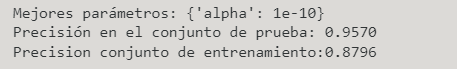 Mejores parámetros: {'alpha': 1e-10}
Precisión en el conjunto de prueba: 0.9570
Precision conjunto de entrenamiento:0.8796